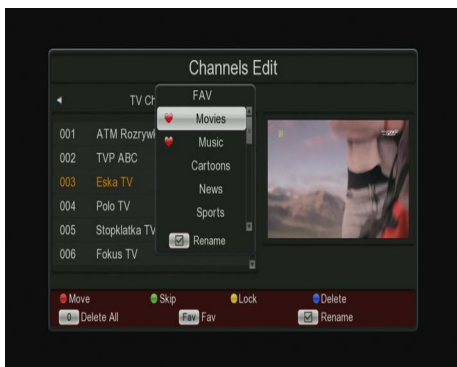 Channels Edit
TV Ch
FAV
Movies
Music
Cartoons
News
Sports
Rename
001 ATM Rozryw
002 TVP ABC
003 Eska TV
004 Polo TV
005 Stopklatka TV
006 Fokus TV
Move Skip Lock Delete
0 Delete All Fav Fav Rename